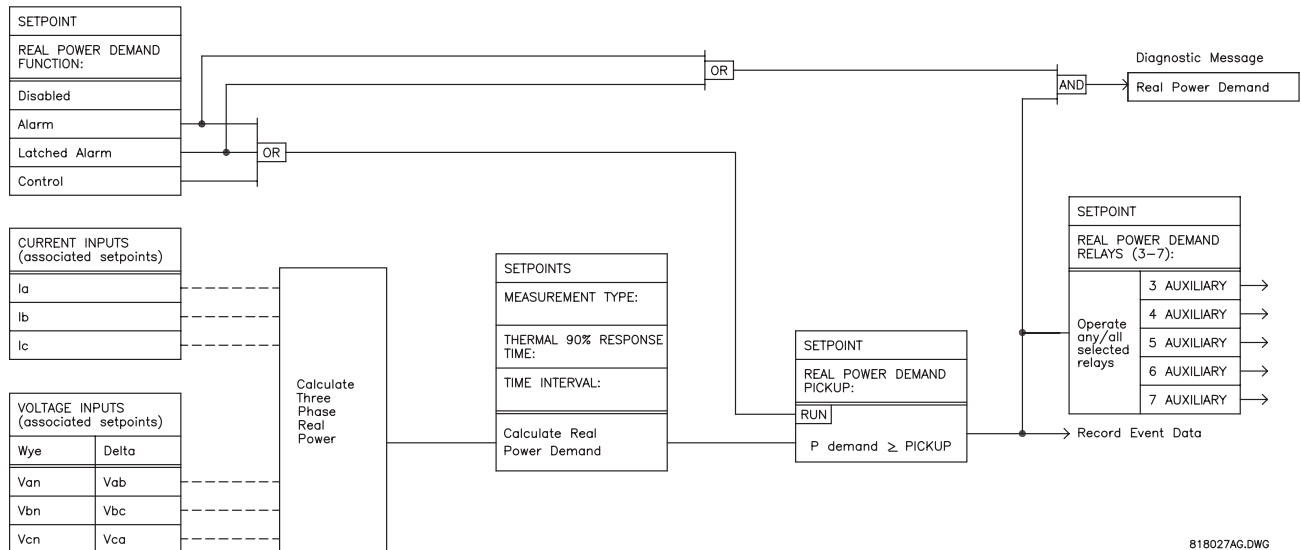 SETPOINT
REAL POWER DEMAND
FUNCTION:
Disabled
Alarm
Latched Alarm
Control
OR
OR
AND
Diagnostic Message
Real Power Demand
CURRENT INPUTS
(associated setpoints)
Ia
Ib
Ic
VOLTAGE INPUTS
(associated setpoints)
Wye Delta
Van Vab
Vbn Vbc
Vcn Vca
Calculate
Three
Phase
Real
Power
SETPOINTS
MEASUREMENT TYPE:
THERMAL 90% RESPONSE
TIME:
TIME INTERVAL:
Calculate Real
Power Demand
SETPOINT
REAL POWER DEMAND
PICKUP:
RUN
P demand ≥ PICKUP
SETPOINT
REAL POWER DEMAND
RELAYS (3-7):
Operate
any/all
selected
relays
3 AUXILIARY
4 AUXILIARY
5 AUXILIARY
6 AUXILIARY
7 AUXILIARY
Record Event Data
818027AG.DWG